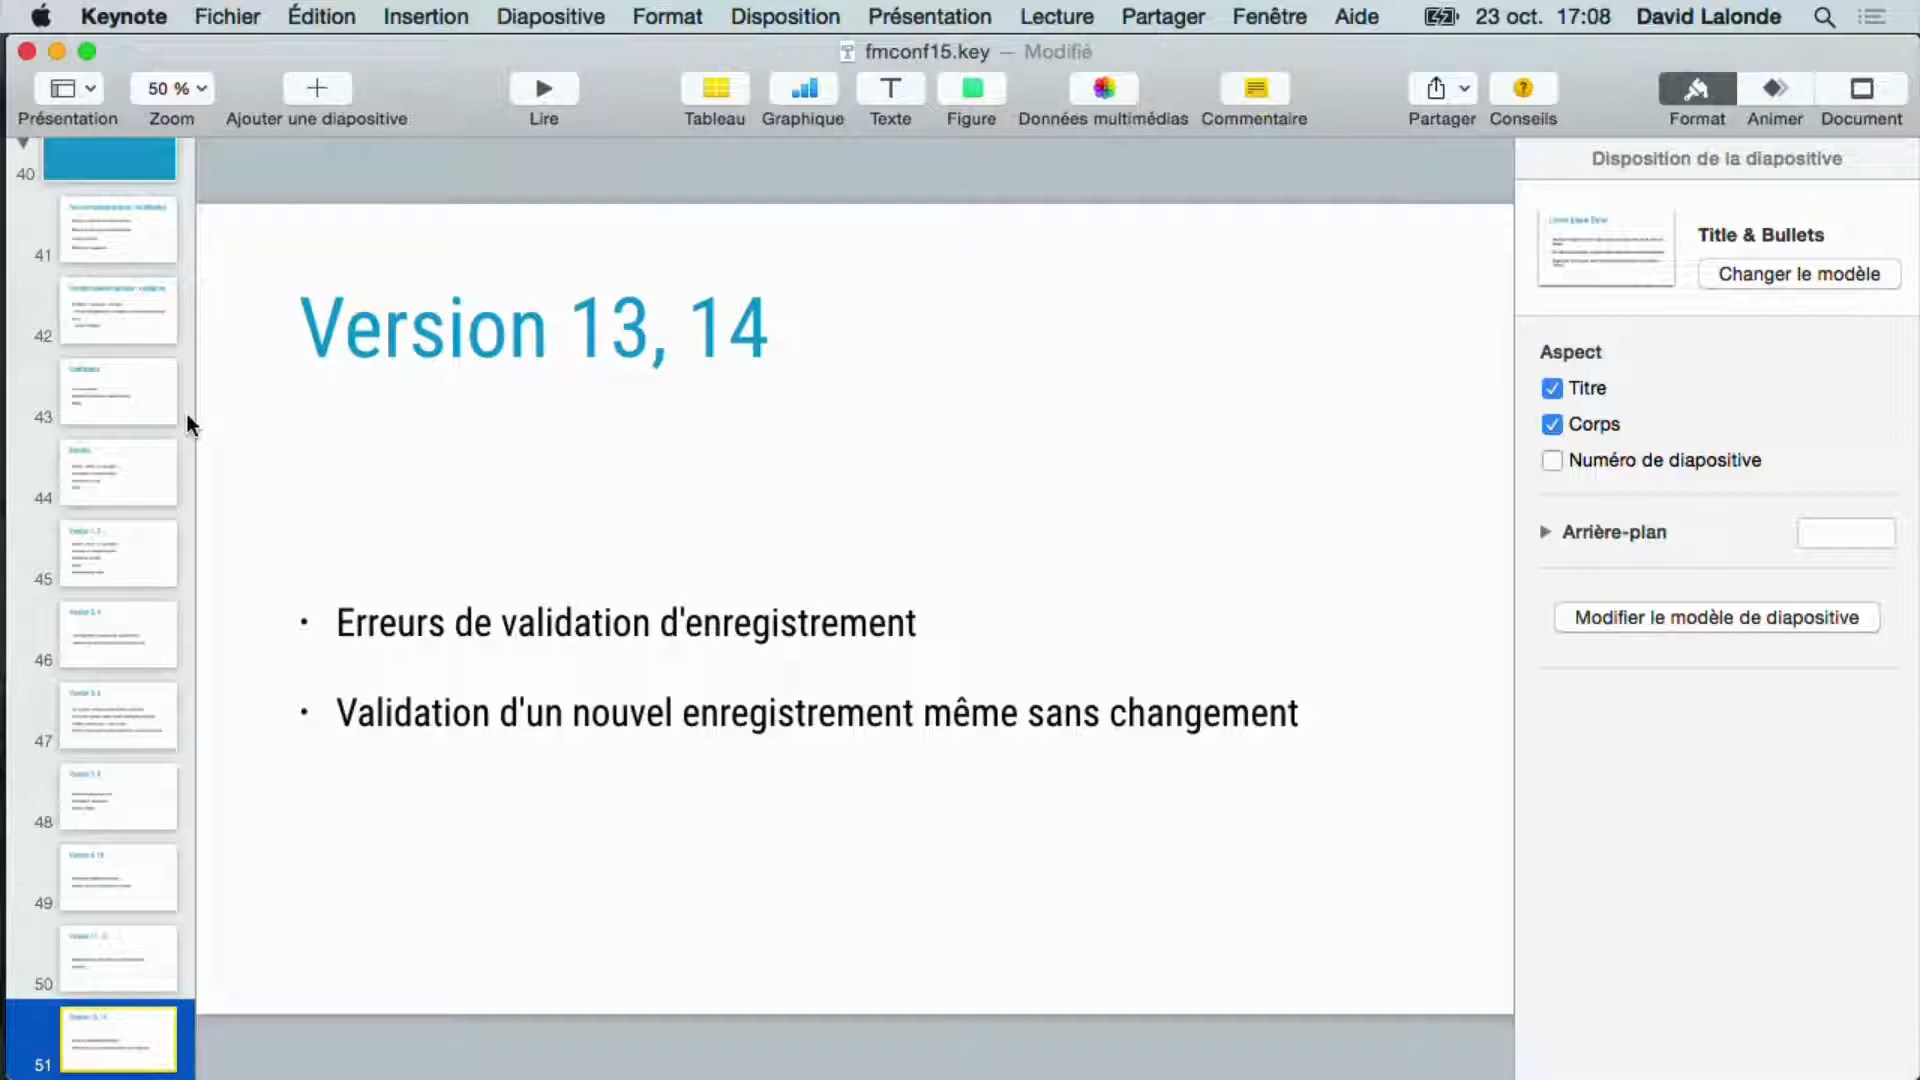 Keynote Fichier Édition Insertion Diapositive Format Disposition Présentation Lecture Partager Fenêtre Aide 23 oct. 17:08 David Lalonde
fmconf15.key — Modifié
50 %
Présentation Zoom Ajouter une diapositive Lire Tableau Graphique Texte Figure Données multimédias Commentaire Partager Conseils Format Animer Document
40
41
42
43
44
45
46
47
48
49
50
51
Version 13, 14
• Erreurs de validation d'enregistrement
• Validation d'un nouvel enregistrement même sans changement
Disposition de la diapositive
Title & Bullets
Changer le modèle
Aspect
Titre
Corps
Numéro de diapositive
Arrière-plan
Modifier le modèle de diapositive